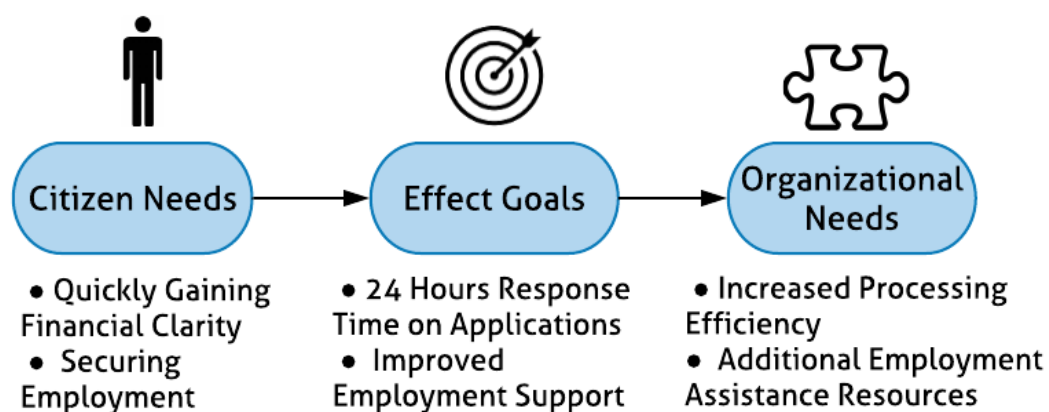 Citizen Needs
Effect Goals
Organizational
Needs
● Quickly Gaining
Financial Clarity
● Securing
Employment
● 24 Hours Response
Time on Applications
● Improved
Employment Support
● Increased Processing
Efficiency
● Additional Employment
Assistance Resources